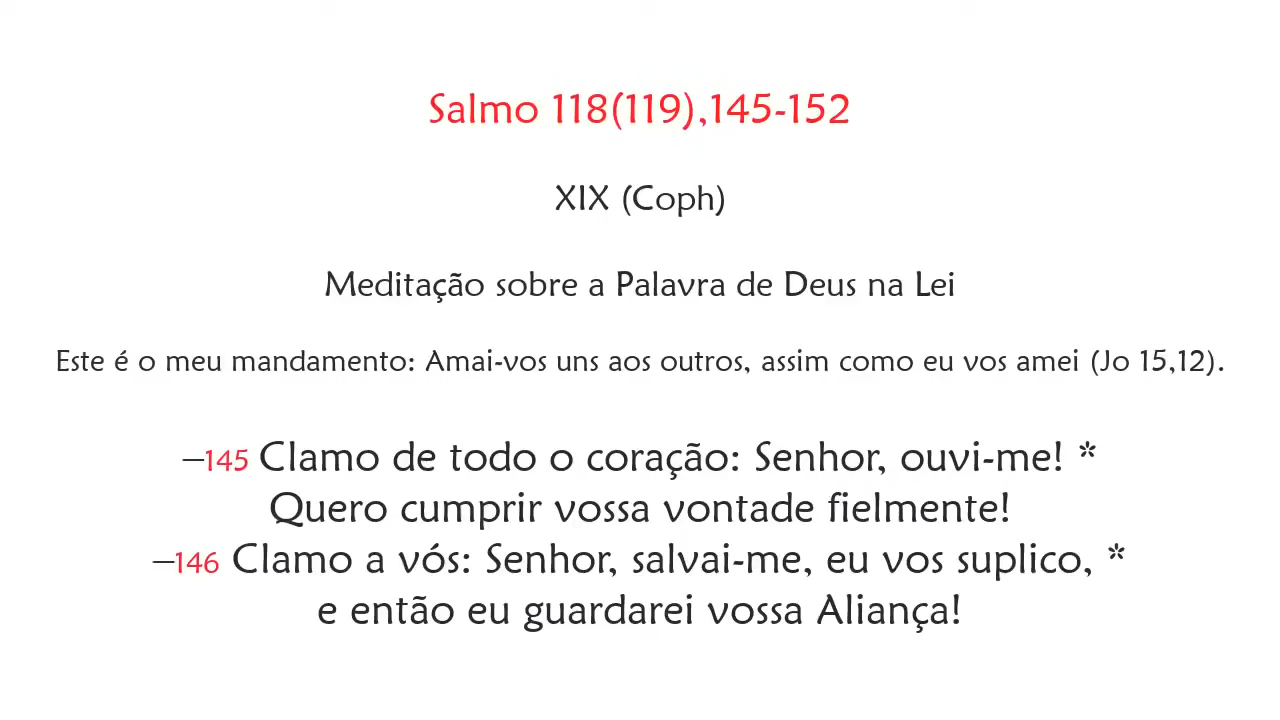 Salmo 118(119),145-152
XIX (Coph)
Meditação sobre a Palavra de Deus na Lei
Este é o meu mandamento: Amai-vos uns aos outros, assim como eu vos amei (Jo 15,12).
–145 Clamo de todo o coração: Senhor, ouvi-me! *
Quero cumprir vossa vontade fielmente!
–146 Clamo a vós: Senhor, salvai-me, eu vos suplico, *
e então eu guardarei vossa Aliança!